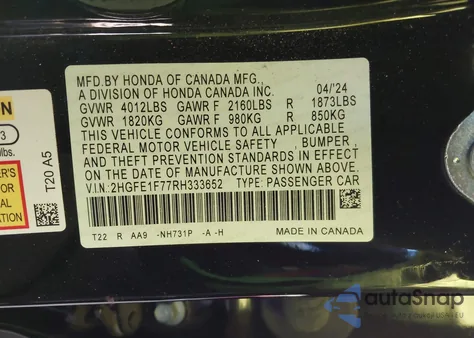 MFD.BY HONDA OF CANADA MFG.,
A DIVISION OF HONDA CANADA INC. 04/'24
GVWR 4012LBS GAWR F 2160LBS R 1873LBS
GVWR 1820KG GAWR F 980KG R 850KG
THIS VEHICLE CONFORMS TO ALL APPLICABLE
FEDERAL MOTOR VEHICLE SAFETY , BUMPER ,
AND THEFT PREVENTION STANDARDS IN EFFECT
ON THE DATE OF MANUFACTURE SHOWN ABOVE.
V.I.N:2HGFE1F77RH333652 TYPE:PASSENGER CAR
T22 R AA9 -NH731P -A -H
MADE IN CANADA
ON
3
lbs.
T20 A5
autoSnap